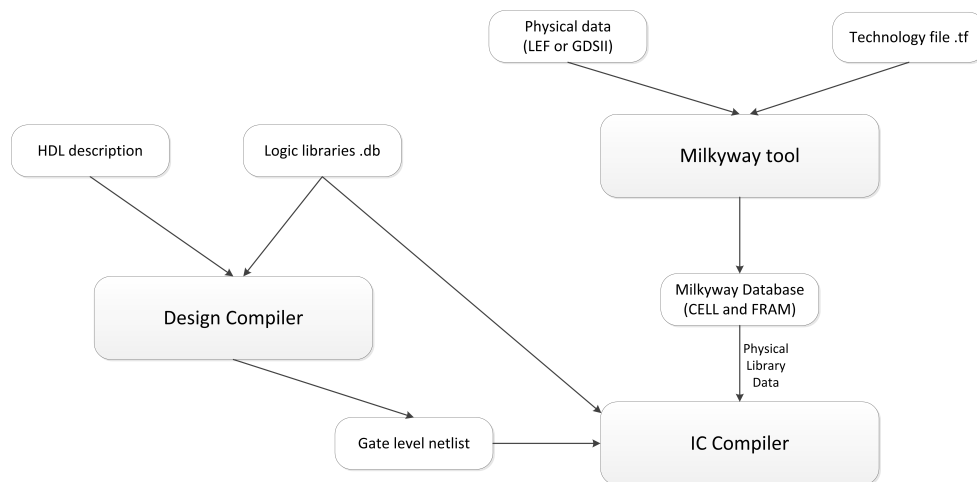 Physical data
(LEF or GDSII)
Technology file .tf
HDL description
Logic libraries .db
Milkyway tool
Design Compiler
Milkyway Database
(CELL and FRAM)
Physical
Library
Data
Gate level netlist
IC Compiler